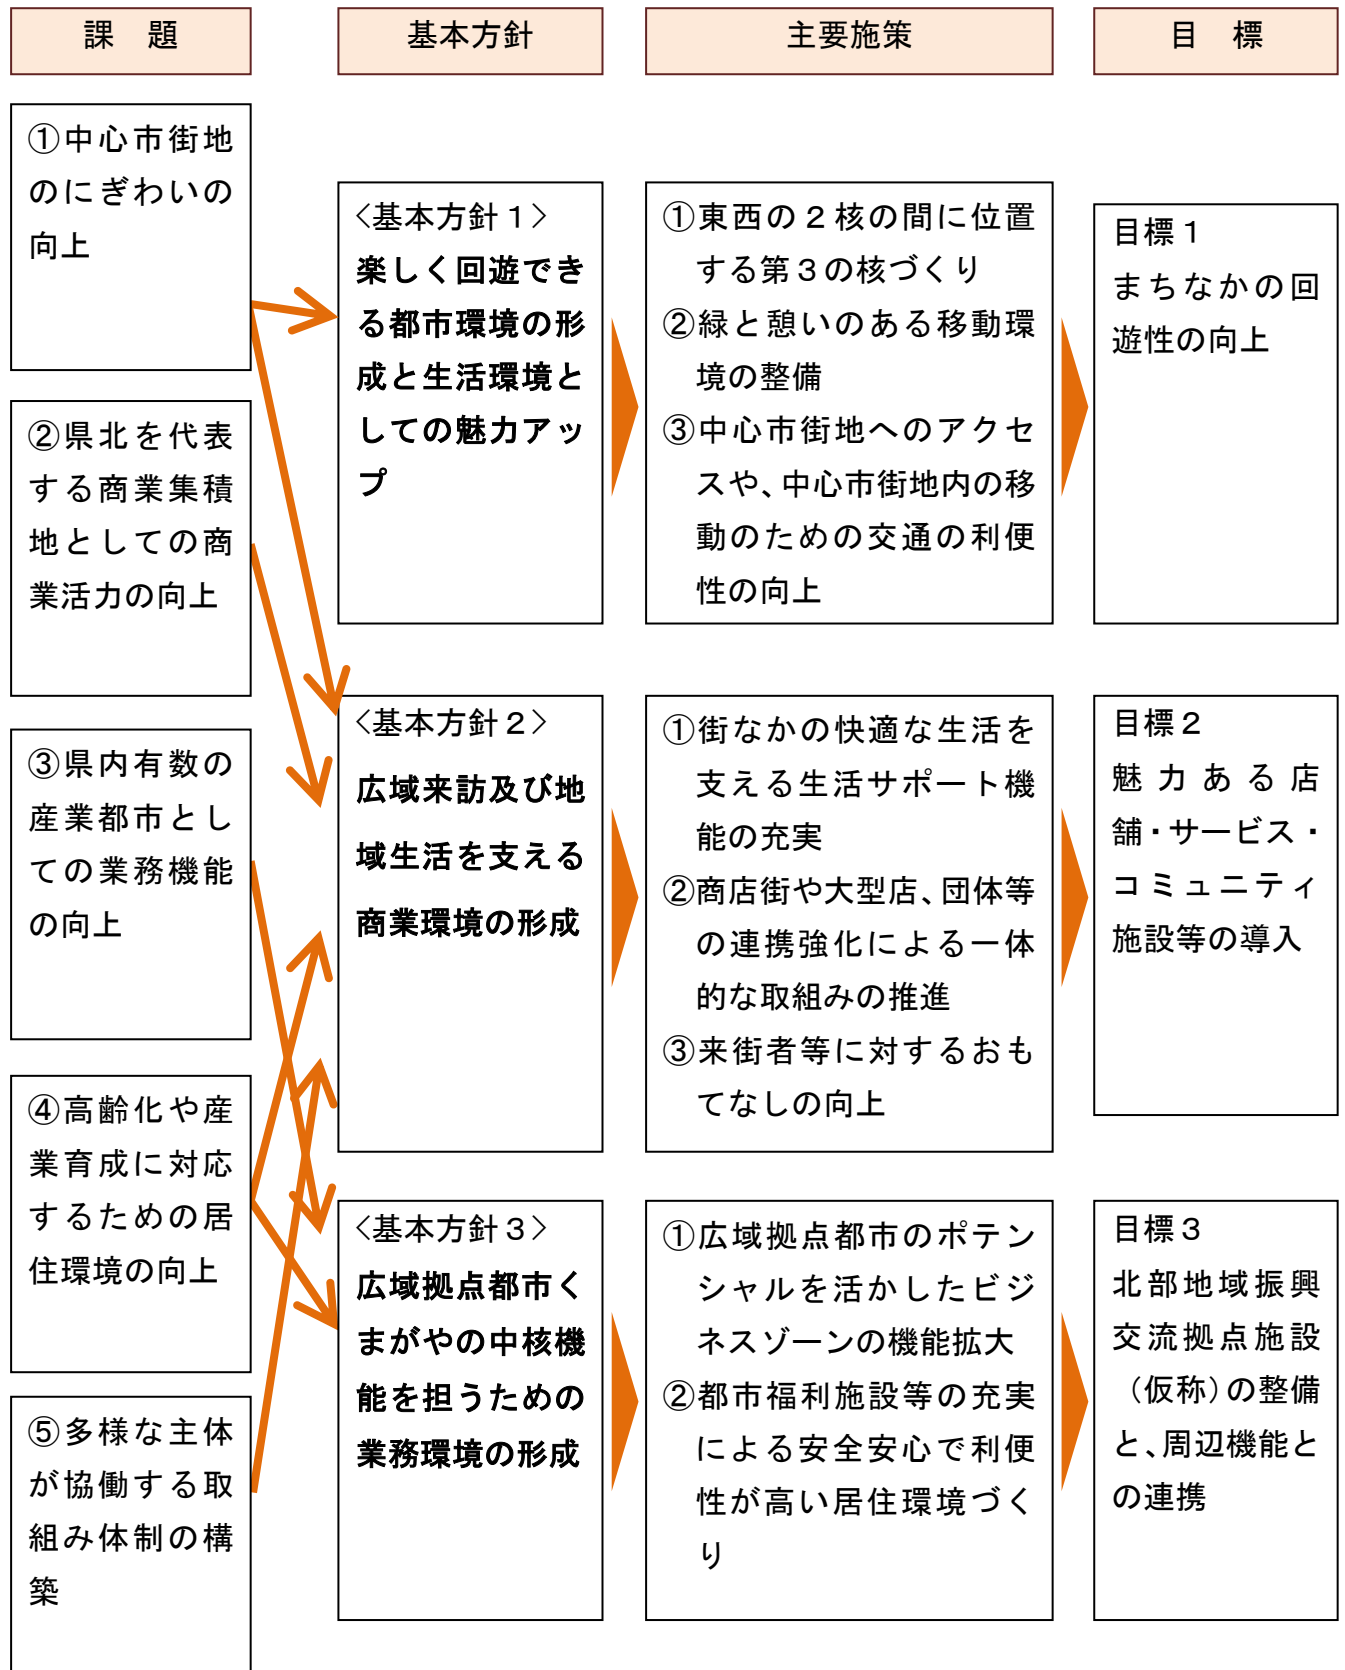 課　題
基本方針
主要施策
目　標
①中心市街地
のにぎわいの
向上
②県北を代表
する商業集積
地としての商
業活力の向上
③県内有数の
産業都市とし
ての業務機能
の向上
④高齢化や産
業育成に対応
するための居
住環境の向上
⑤多様な主体
が協働する取
組み体制の構
築
<基本方針１>
楽しく回遊でき
る都市環境の形
成と生活環境と
しての魅力アッ
プ
①東西の２核の間に位置
する第３の核づくり
②緑と憩いのある移動環
境の整備
③中心市街地へのアクセ
スや、中心市街地内の移
動のための交通の利便
性の向上
目標１
まちなかの回
遊性の向上
<基本方針２>
広域来訪及び地
域生活を支える
商業環境の形成
①街なかの快適な生活を
支える生活サポート機
能の充実
②商店街や大型店、団体等
の連携強化による一体
的な取組みの推進
③来街者等に対するおも
てなしの向上
目標２
魅力ある店
舗・サービス・
コミュニティ
施設等の導入
<基本方針３>
広域拠点都市く
まがやの中核機
能を担うための
業務環境の形成
①広域拠点都市のポテン
シャルを活かしたビジ
ネスゾーンの機能拡大
②都市福利施設等の充実
による安全安心で利便
性が高い居住環境づく
り
目標３
北部地域振興
交流拠点施設
（仮称）の整備
と、周辺機能と
の連携